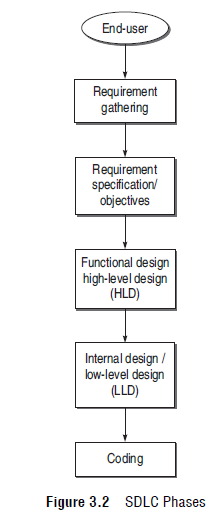 End-user
Requirement
gathering
Requirement
specification/
objectives
Functional design
high-level design
(HLD)
Internal design /
low-level design
(LLD)
Coding
Figure 3.2 SDLC Phases